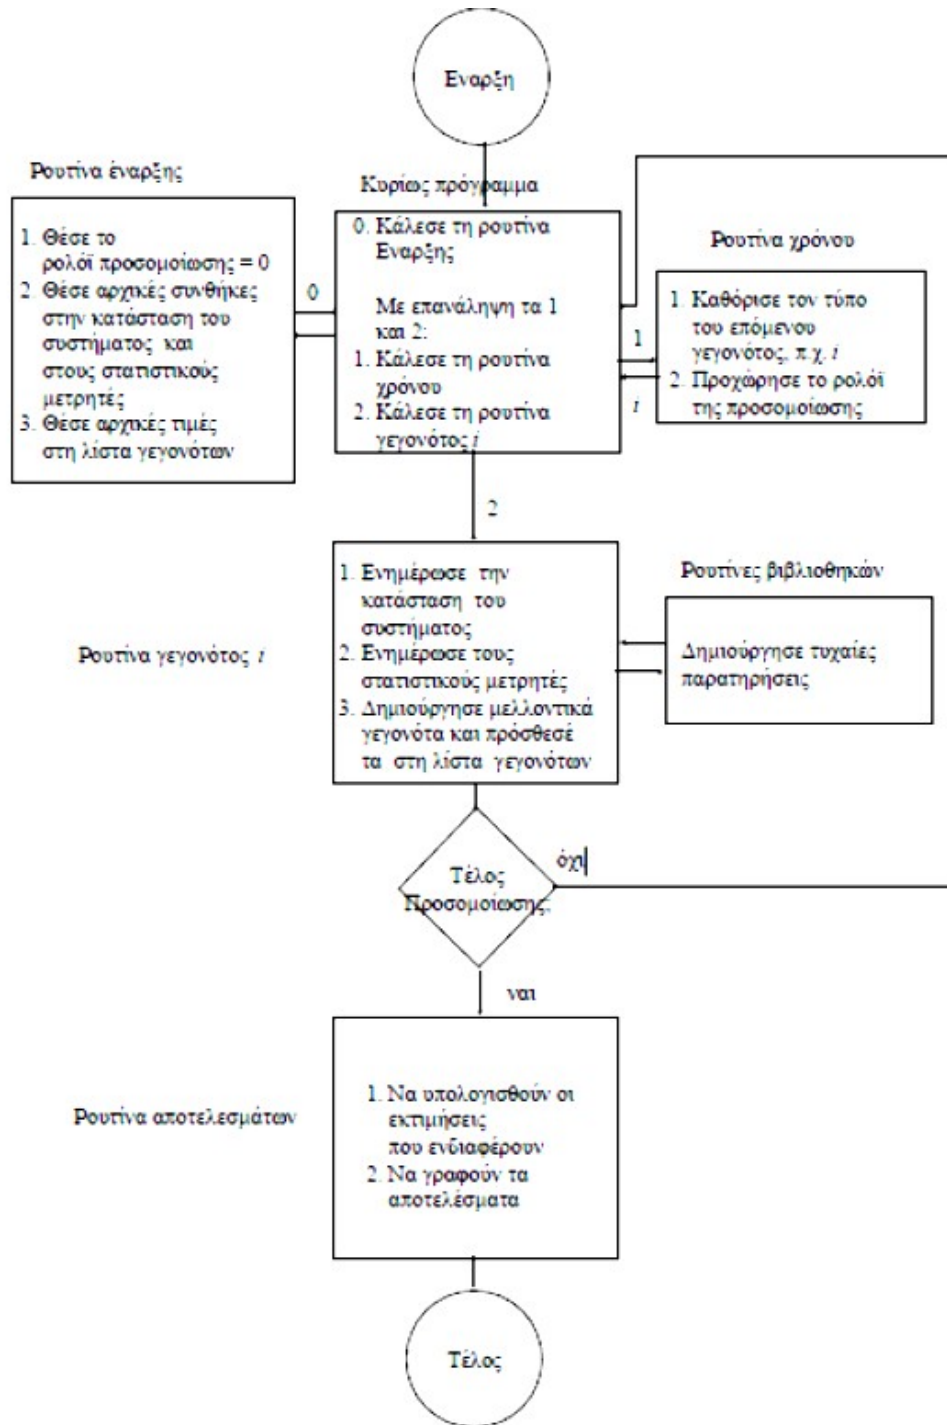 Εναρξη
Ρουτίνα έναρξης
1. Θέσε το
ρολόϊ προσομοίωσης = 0
2. Θέσε αρχικές συνθήκες
στην κατάσταση του
συστήματος και
στους στατιστικούς
μετρητές
3. Θέσε αρχικές τιμές
στη λίστα γεγονότων
0
Κυρίως πρόγραμμα
0. Κάλεσε τη ρουτίνα
Εναρξης
Με επανάληψη τα 1
και 2:
1. Κάλεσε τη ρουτίνα
χρόνου
2. Κάλεσε τη ρουτίνα
γεγονότος i
1
i
Ρουτίνα χρόνου
1. Καθόρισε τον τύπο
του επόμενου
γεγονότος, π.χ. i
2. Προχώρησε το ρολόϊ
της προσομοίωσης
2
Ρουτίνα γεγονότος i
1. Ενημέρωσε την
κατάσταση του
συστήματος
2. Ενημέρωσε τους
στατιστικούς μετρητές
3. Δημιούργησε μελλοντικά
γεγονότα και πρόσθεσέ
τα στη λίστα γεγονότων
Ρουτίνες βιβλιοθηκών
Δημιούργησε τυχαίες
παρατηρήσεις
Τέλος
Προσομοίωσης;
όχι
ναι
Ρουτίνα αποτελεσμάτων
1. Να υπολογισθούν οι
εκτιμήσεις
που ενδιαφέρουν
2. Να γραφούν τα
αποτελέσματα
Τέλος